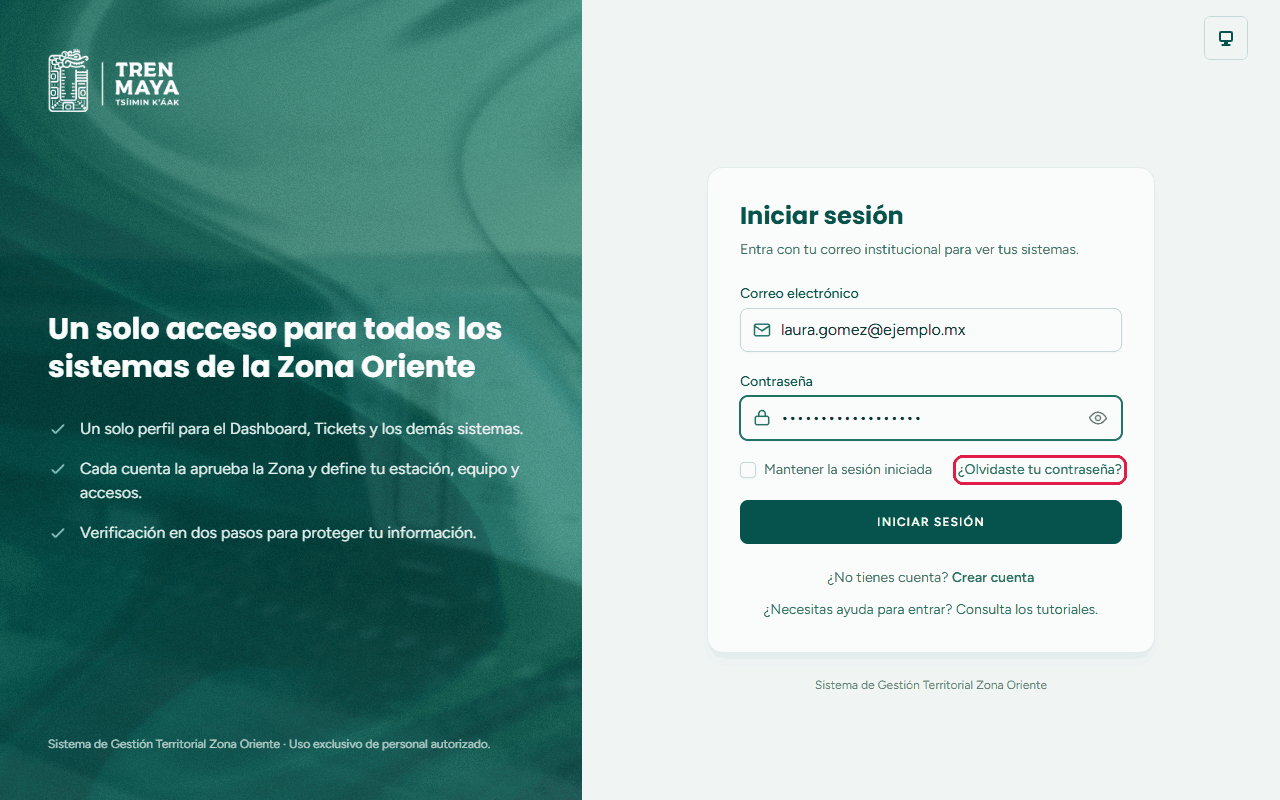 TREN
MAYA
TSÍIMIN K'ÁAK
Un solo acceso para todos los
sistemas de la Zona Oriente
Un solo perfil para el Dashboard, Tickets y los demás sistemas.
Cada cuenta la aprueba la Zona y define tu estación, equipo y
accesos.
Verificación en dos pasos para proteger tu información.
Sistema de Gestión Territorial Zona Oriente · Uso exclusivo de personal autorizado.
Iniciar sesión
Entra con tu correo institucional para ver tus sistemas.
Correo electrónico
laura.gomez@ejemplo.mx
Contraseña
••••••••••••••••••
Mantener la sesión iniciada
¿Olvidaste tu contraseña?
INICIAR SESIÓN
¿No tienes cuenta? Crear cuenta
¿Necesitas ayuda para entrar? Consulta los tutoriales.
Sistema de Gestión Territorial Zona Oriente